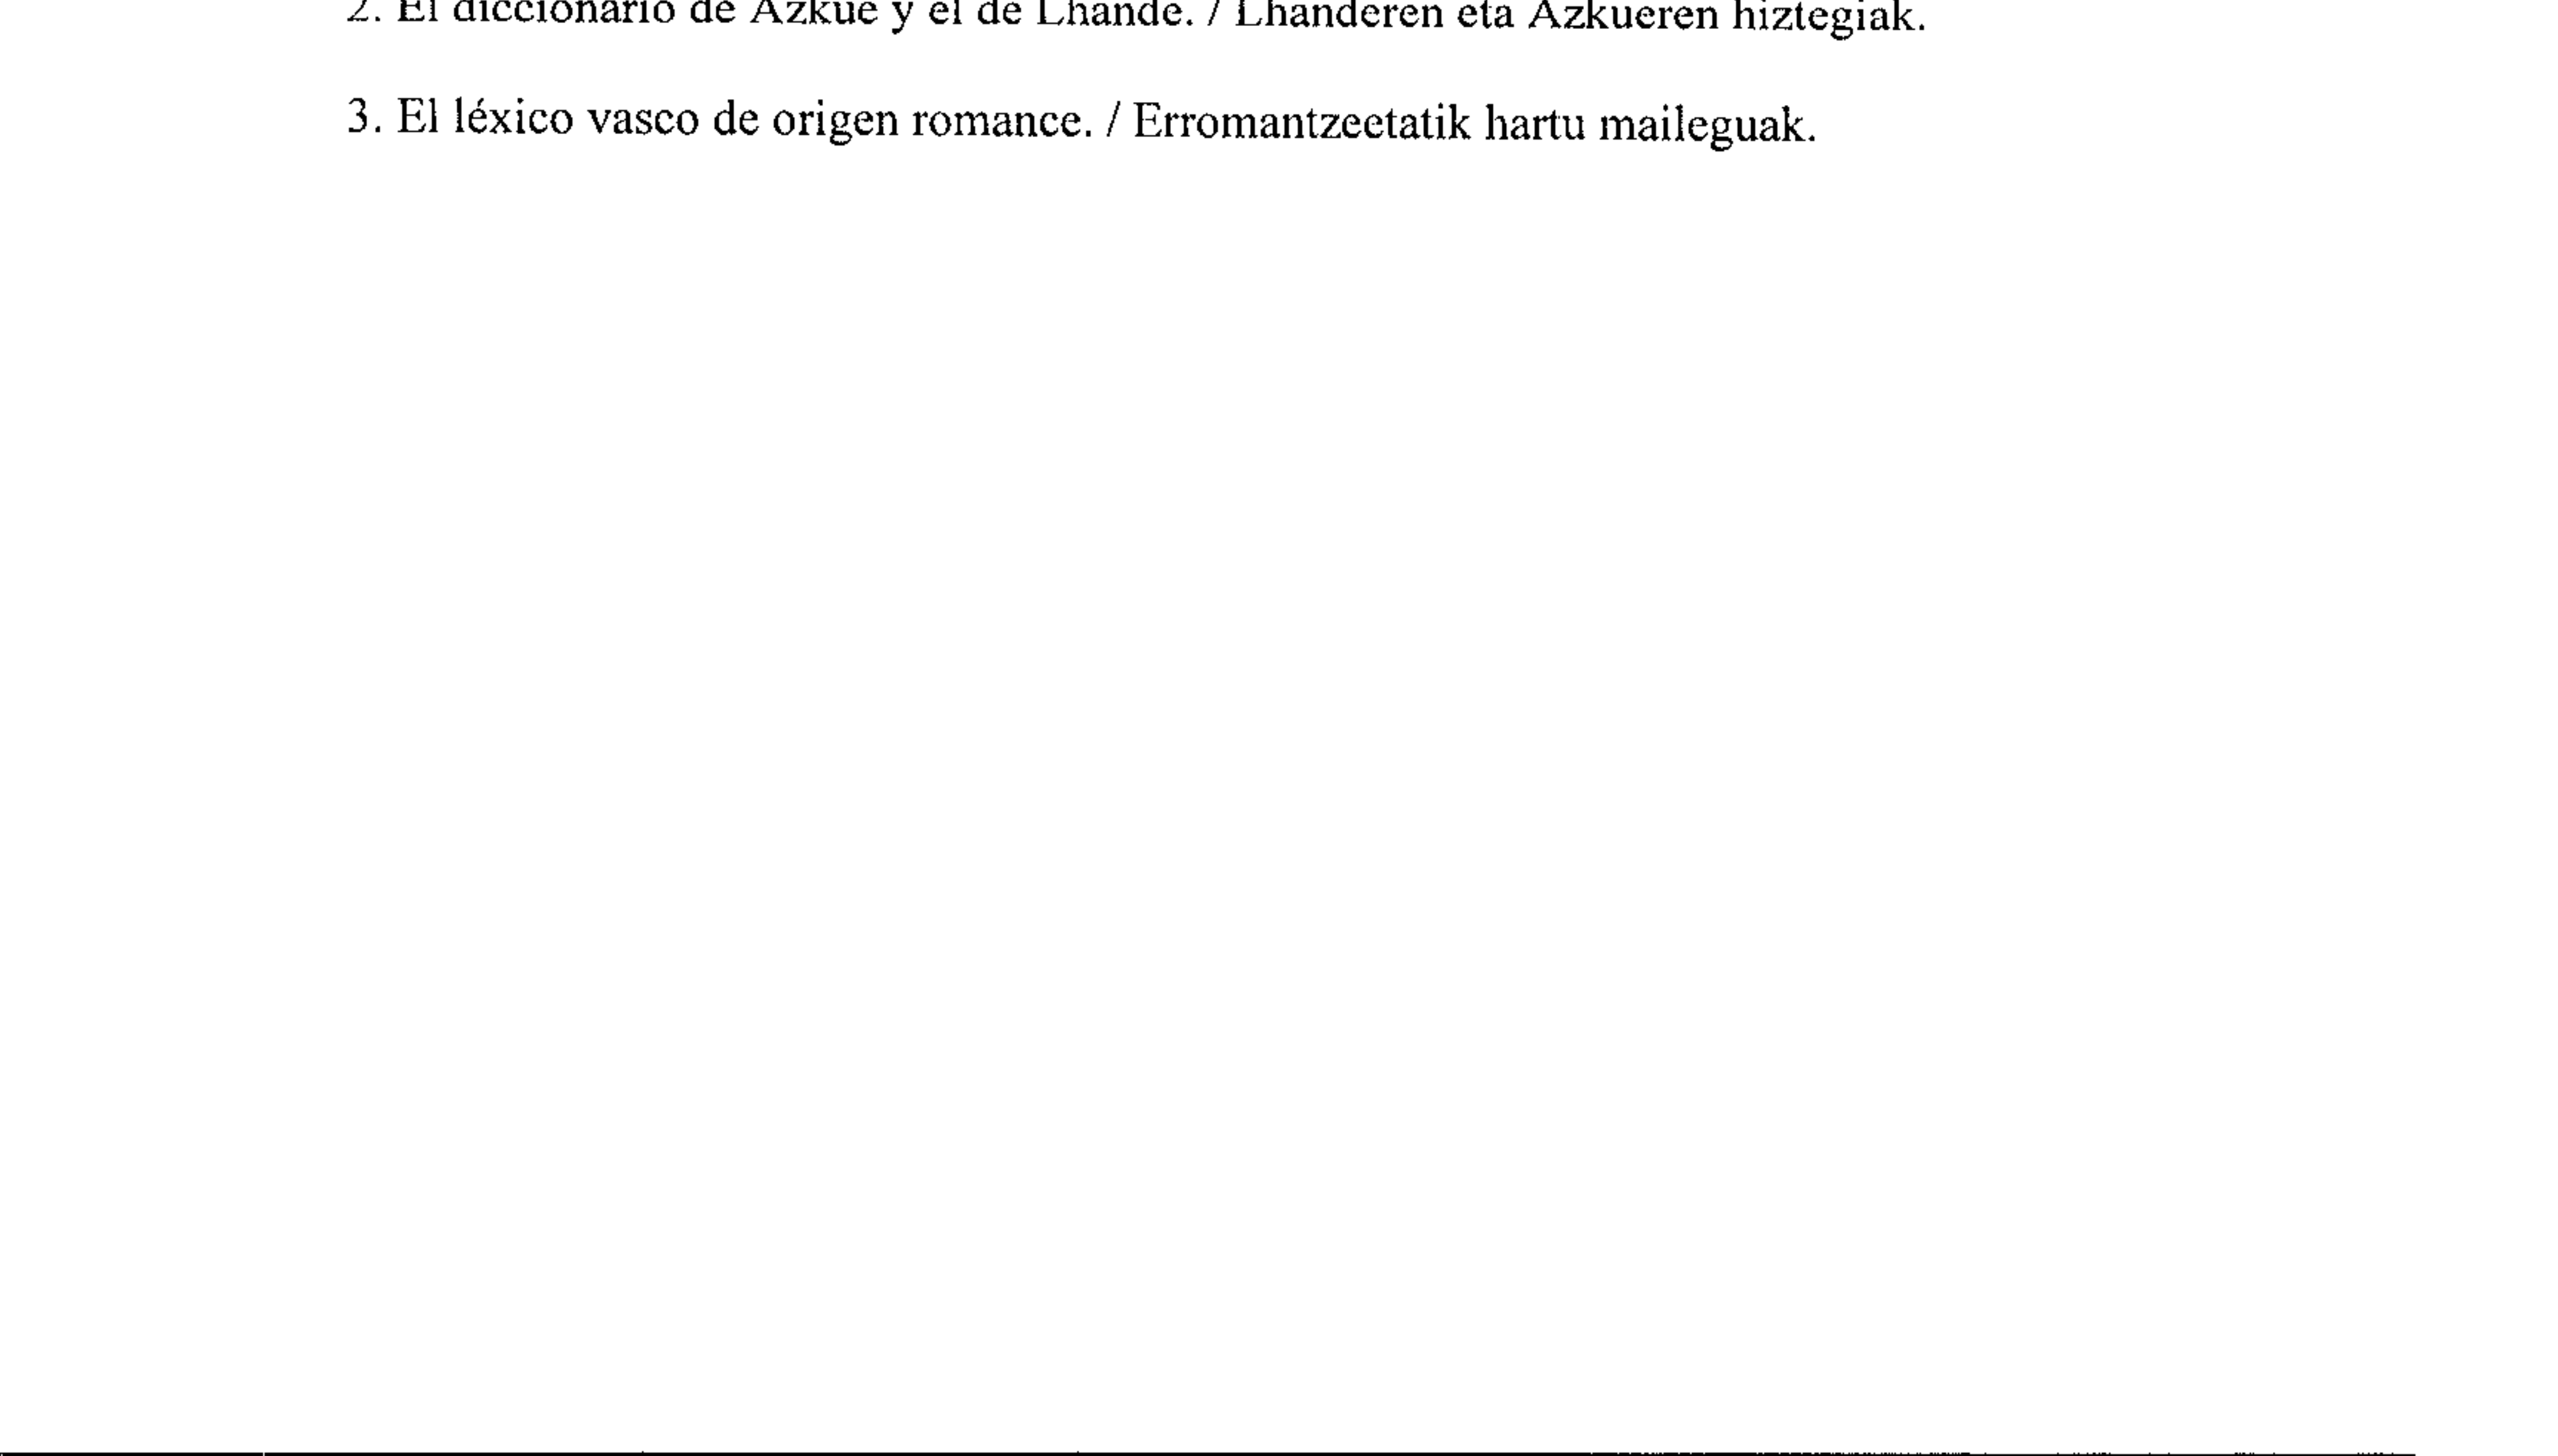 2. El diccionario de Azkue y el de Lhande. / Lhanderen eta Azkueren hiztegiak.
3. El léxico vasco de origen romance. / Erromantzeetatik hartu maileguak.